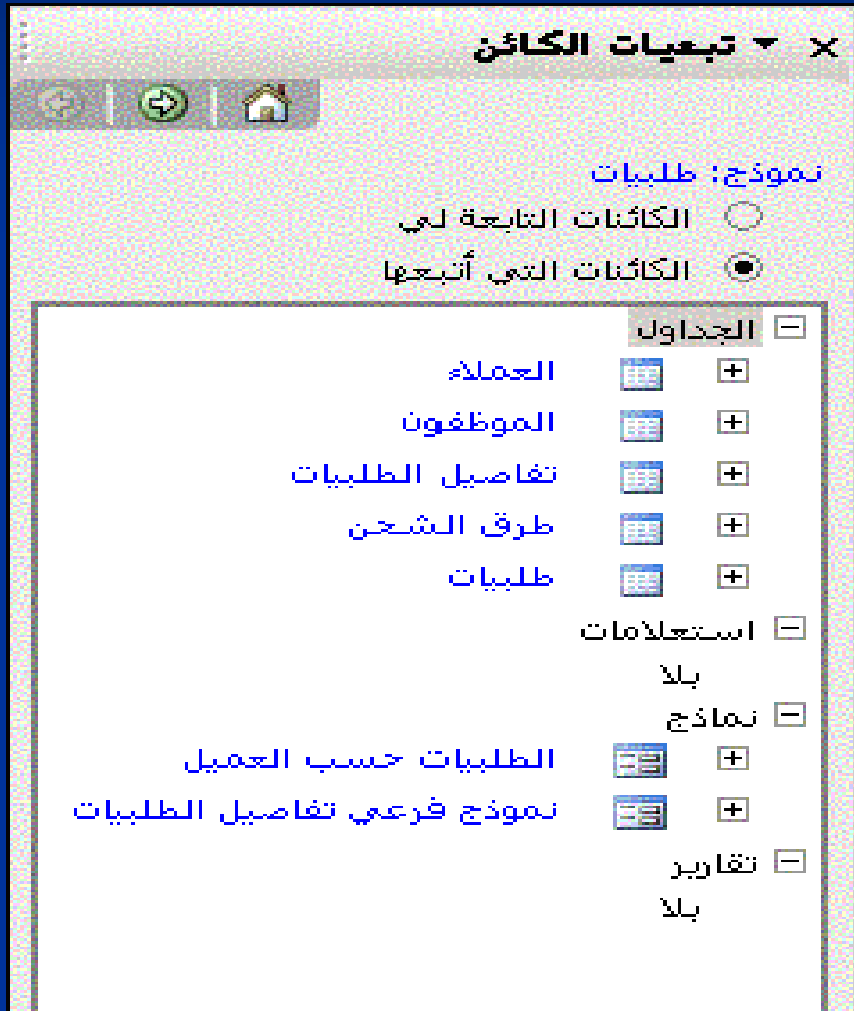 تبعيات الكائن
نموذج: طلبيات
الكائنات التابعة لي
الكائنات التي أتبعها
الجداول
العملاء
الموظفون
تفاصيل الطلبيات
طرق الشحن
طلبيات
استعلامات
بلا
نماذج
الطلبيات حسب العميل
نموذج فرعي تفاصيل الطلبيات
تقارير
بلا